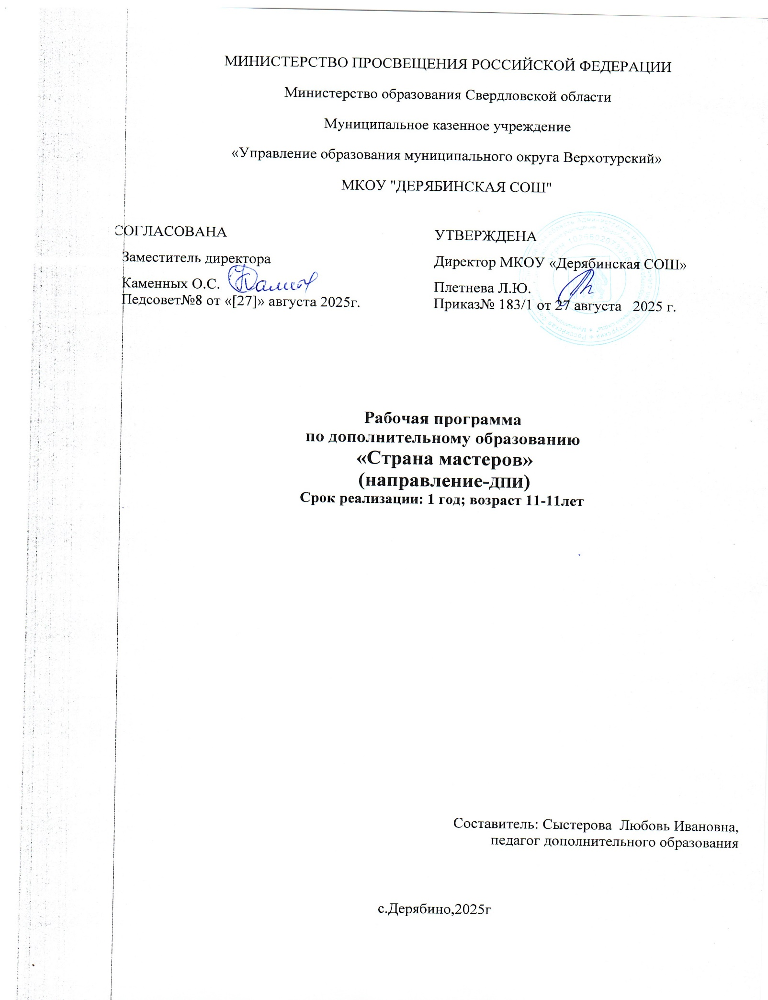 МИНИСТЕРСТВО ПРОСВЕЩЕНИЯ РОССИЙСКОЙ ФЕДЕРАЦИИ
Министерство образования Свердловской области
Муниципальное казенное учреждение
«Управление образования муниципального округа Верхотурский»
МКОУ "ДЕРЯБИНСКАЯ СОШ"
СОГЛАСОВАНА
Заместитель директора
Каменных О.С.
Педсовет№8 от «[27]» августа 2025г.
УТВЕРЖДЕНА
Директор МКОУ «Дерябинская СОШ»
Плетнева Л.Ю.
Приказ№ 183/1 от 27 августа 2025 г.
Рабочая программа
по дополнительному образованию
«Страна мастеров»
(направление-дпи)
Срок реализации: 1 год; возраст 11-11лет
Составитель: Сыстерова Любовь Ивановна,
педагог дополнительного образования
с.Дерябино,2025г